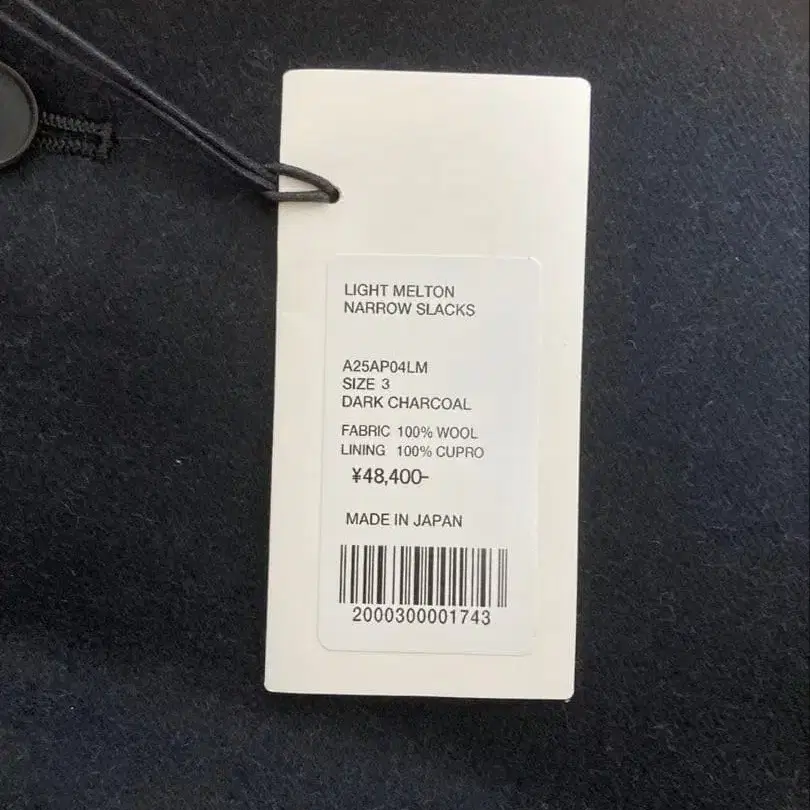 LIGHT MELTON
NARROW SLACKS
A25AP04LM
SIZE 3
DARK CHARCOAL
FABRIC 100% WOOL
LINING 100% CUPRO
¥48,400-
MADE IN JAPAN
2000300001743